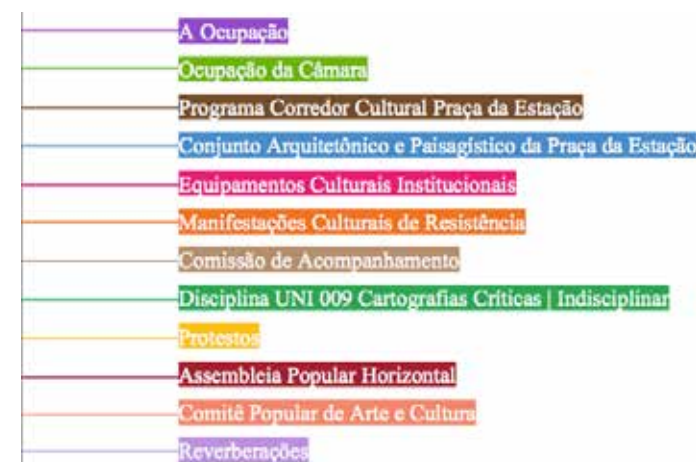 A Ocupação
Ocupação da Câmara
Programa Corredor Cultural Praça da Estação
Conjunto Arquitetônico e Paisagístico da Praça da Estação
Equipamentos Culturais Institucionais
Manifestações Culturais de Resistência
Comissão de Acompanhamento
Disciplina UNI 009 Cartografias Críticas | Indisciplinar
Protestos
Assembleia Popular Horizontal
Comitê Popular de Arte e Cultura
Reverberações